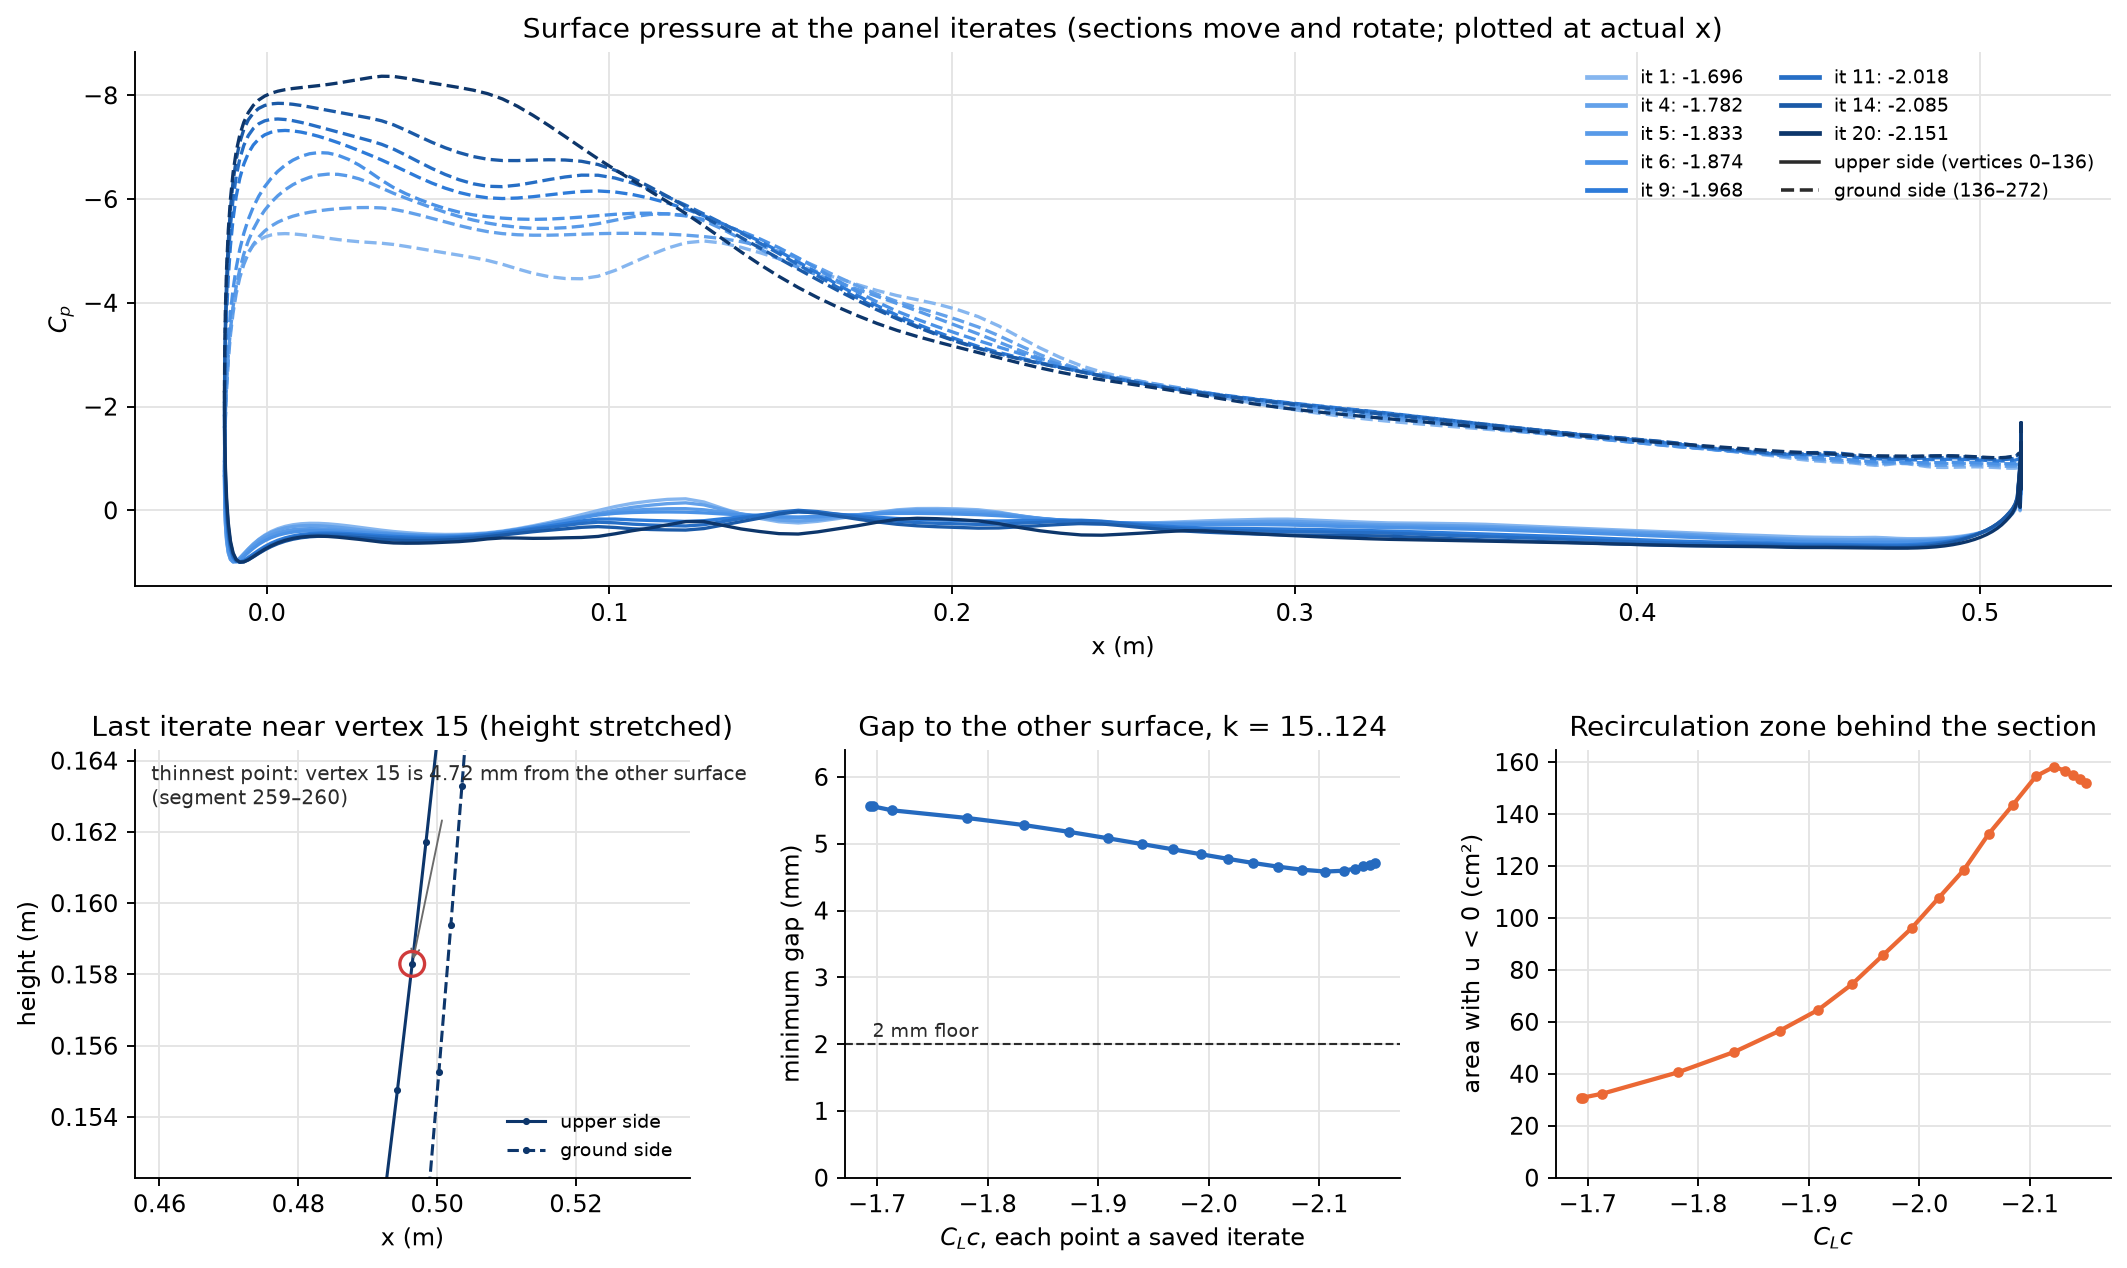 Surface pressure at the panel iterates (sections move and rotate; plotted at actual x)
it 1: -1.696
it 4: -1.782
it 5: -1.833
it 6: -1.874
it 9: -1.968
it 11: -2.018
it 14: -2.085
it 20: -2.151
upper side (vertices 0–136)
ground side (136–272)
−8
−6
−4
−2
0
Cp
0.0
0.1
0.2
0.3
0.4
0.5
x (m)
Last iterate near vertex 15 (height stretched)
thinnest point: vertex 15 is 4.72 mm from the other surface
(segment 259–260)
0.164
0.162
0.160
0.158
0.156
0.154
height (m)
upper side
ground side
0.46
0.48
0.50
0.52
x (m)
Gap to the other surface, k = 15..124
6
5
4
3
2
1
0
minimum gap (mm)
2 mm floor
−1.7
−1.8
−1.9
−2.0
−2.1
CLc, each point a saved iterate
Recirculation zone behind the section
160
140
120
100
80
60
40
20
0
area with u < 0 (cm²)
−1.7
−1.8
−1.9
−2.0
−2.1
CLc